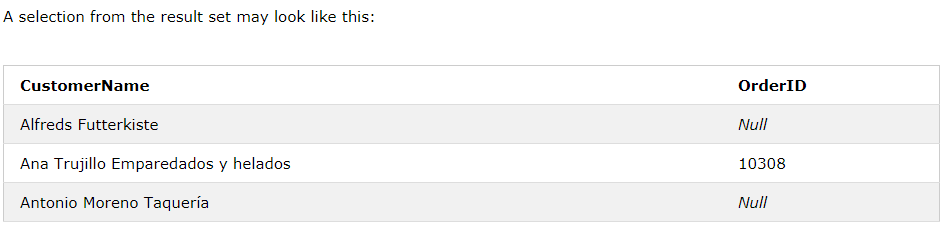 A selection from the result set may look like this:
CustomerName OrderID
Alfreds Futterkiste Null
Ana Trujillo Emparedados y helados 10308
Antonio Moreno Taquería Null